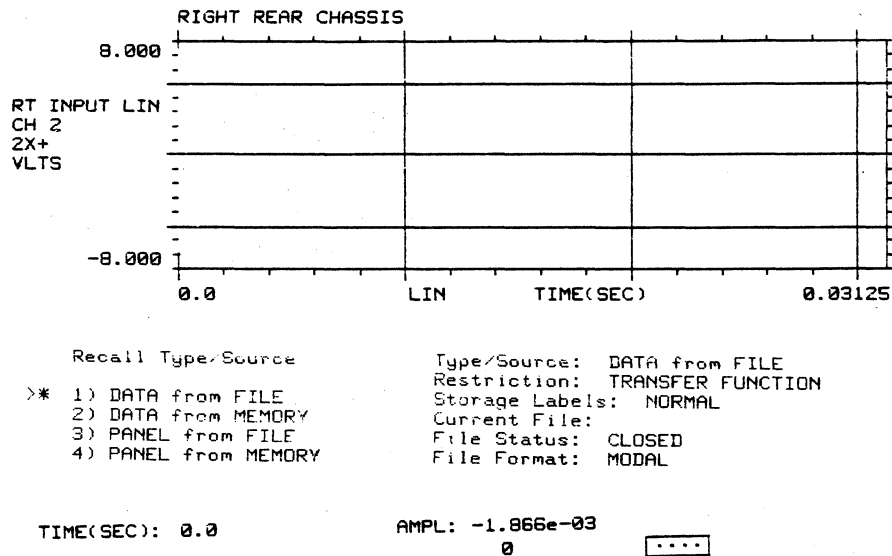 RIGHT REAR CHASSIS
8.000
RT INPUT LIN
CH 2
2X+
VLTS
-8.000
0.0 LIN TIME(SEC) 0.03125
Recall Type/Source
>* 1) DATA from FILE
2) DATA from MEMORY
3) PANEL from FILE
4) PANEL from MEMORY
Type/Source: DATA from FILE
Restriction: TRANSFER FUNCTION
Storage Labels: NORMAL
Current File:
File Status: CLOSED
File Format: MODAL
TIME(SEC): 0.0 AMPL: -1.866e-03
0 ....